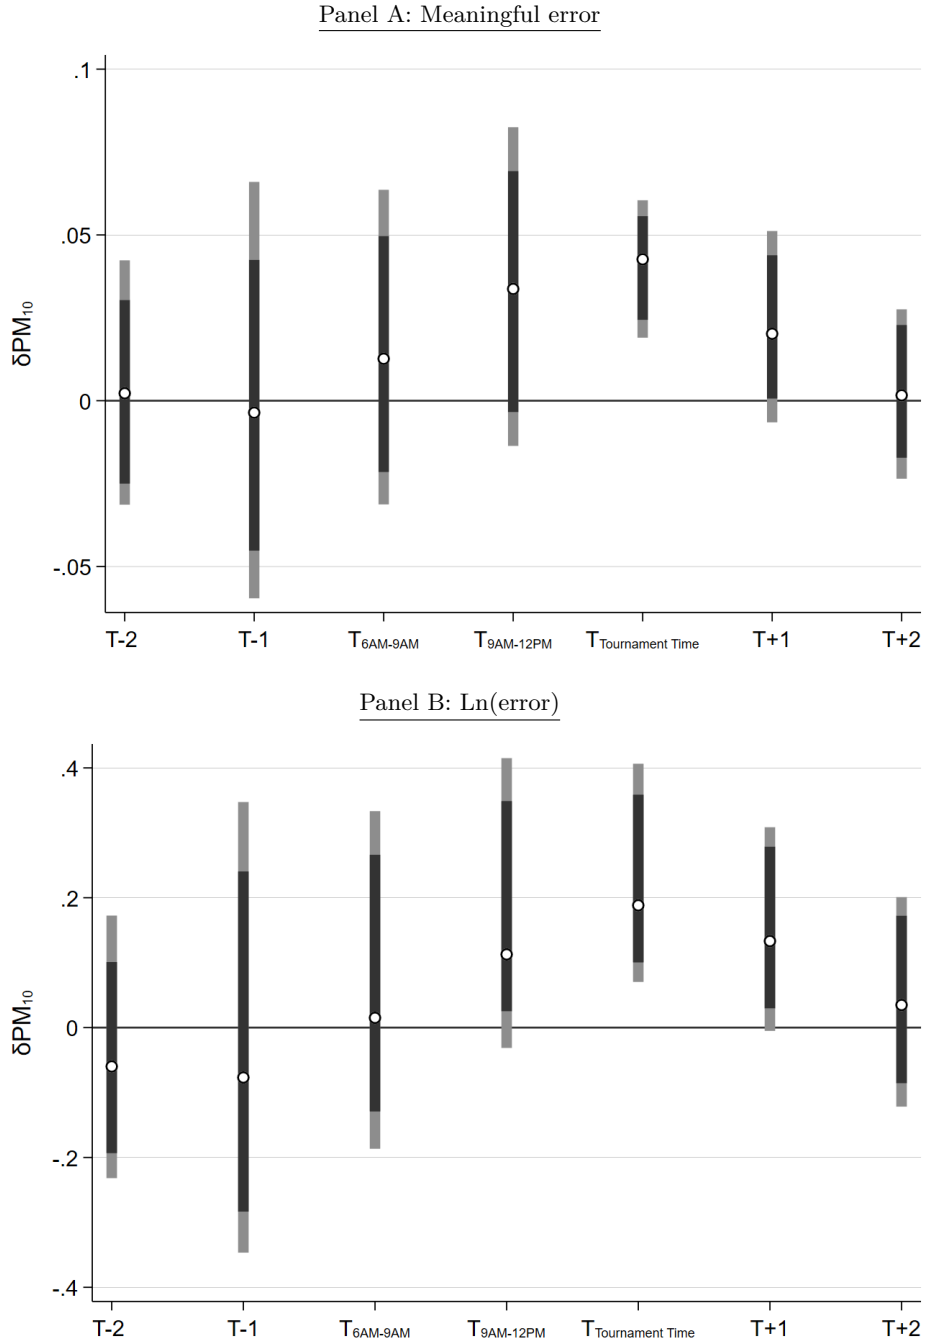 Panel A: Meaningful error
.1
.05
0
-.05
δPM₁₀
T-2 T-1 T6AM-9AM T9AM-12PM TTournament Time T+1 T+2
Panel B: Ln(error)
.4
.2
0
-.2
-.4
δPM₁₀
T-2 T-1 T6AM-9AM T9AM-12PM TTournament Time T+1 T+2